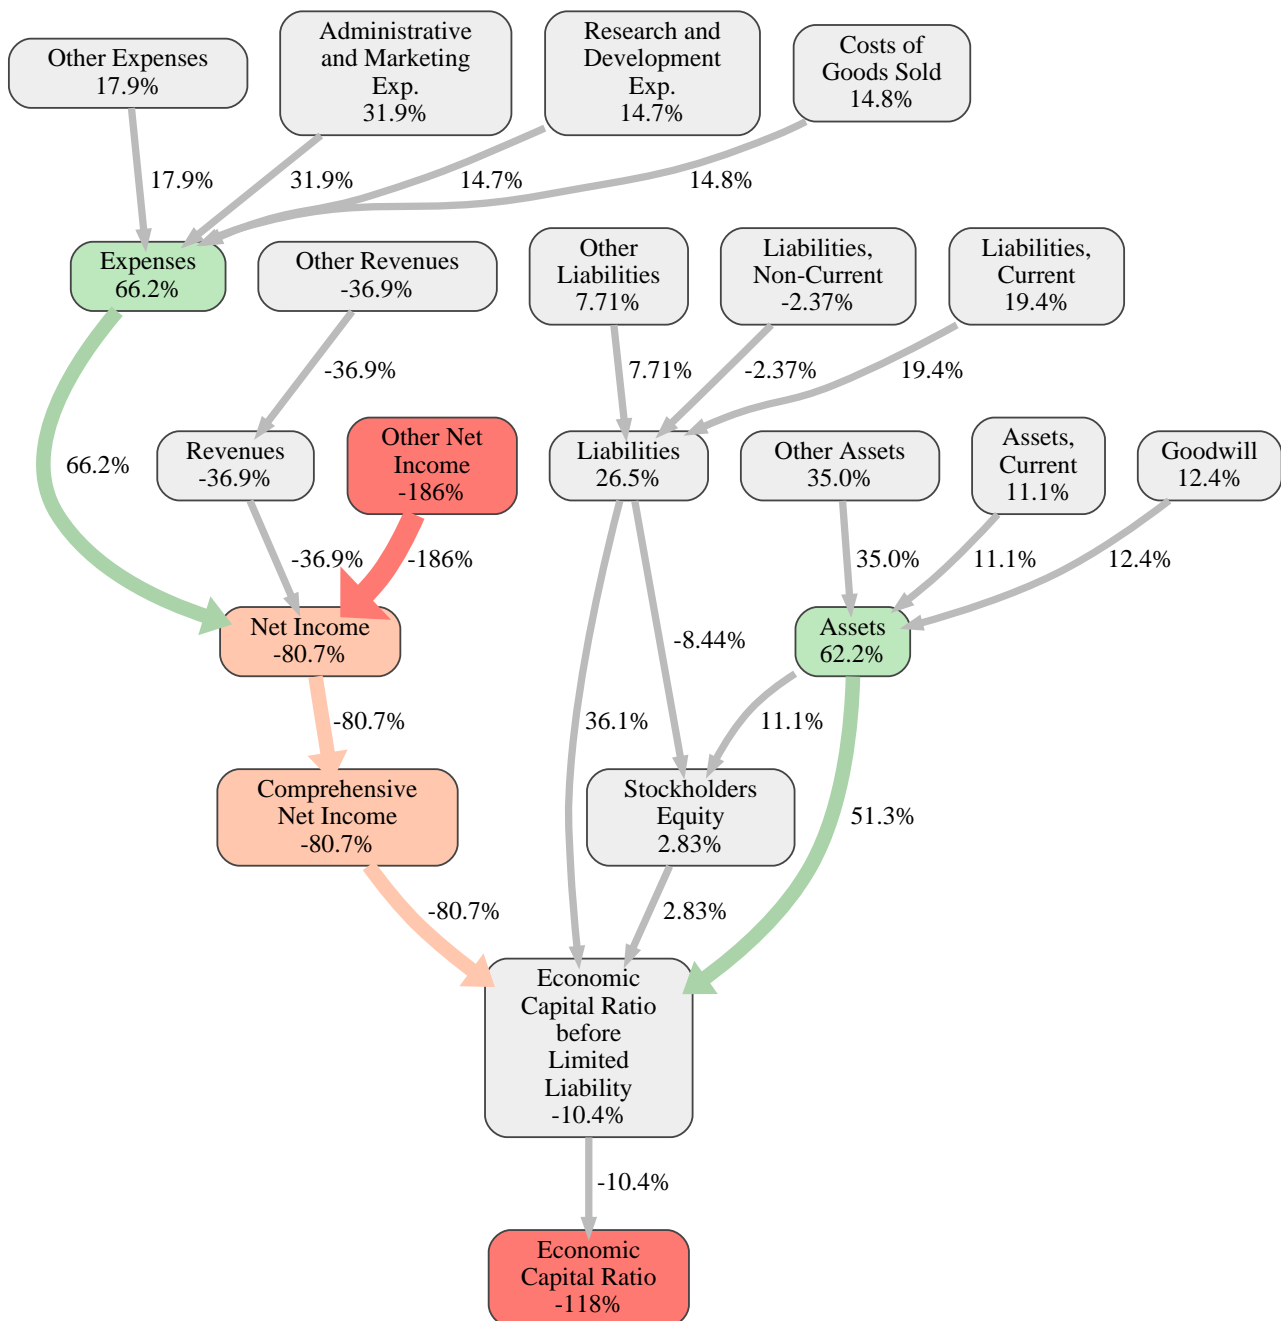 Other Expenses
17.9%
Administrative
and Marketing
Exp.
31.9%
Research and
Development
Exp.
14.7%
Costs of
Goods Sold
14.8%
17.9%
31.9%
14.7%
14.8%
Expenses
66.2%
Other Revenues
-36.9%
Other
Liabilities
7.71%
Liabilities,
Non-Current
-2.37%
Liabilities,
Current
19.4%
-36.9%
7.71%
-2.37%
19.4%
66.2%
Revenues
-36.9%
Other Net
Income
-186%
Liabilities
26.5%
Other Assets
35.0%
Assets,
Current
11.1%
Goodwill
12.4%
-36.9%
-186%
35.0%
11.1%
12.4%
Net Income
-80.7%
-8.44%
Assets
62.2%
-80.7%
36.1%
11.1%
Comprehensive
Net Income
-80.7%
Stockholders
Equity
2.83%
51.3%
-80.7%
2.83%
Economic
Capital Ratio
before
Limited
Liability
-10.4%
-10.4%
Economic
Capital Ratio
-118%